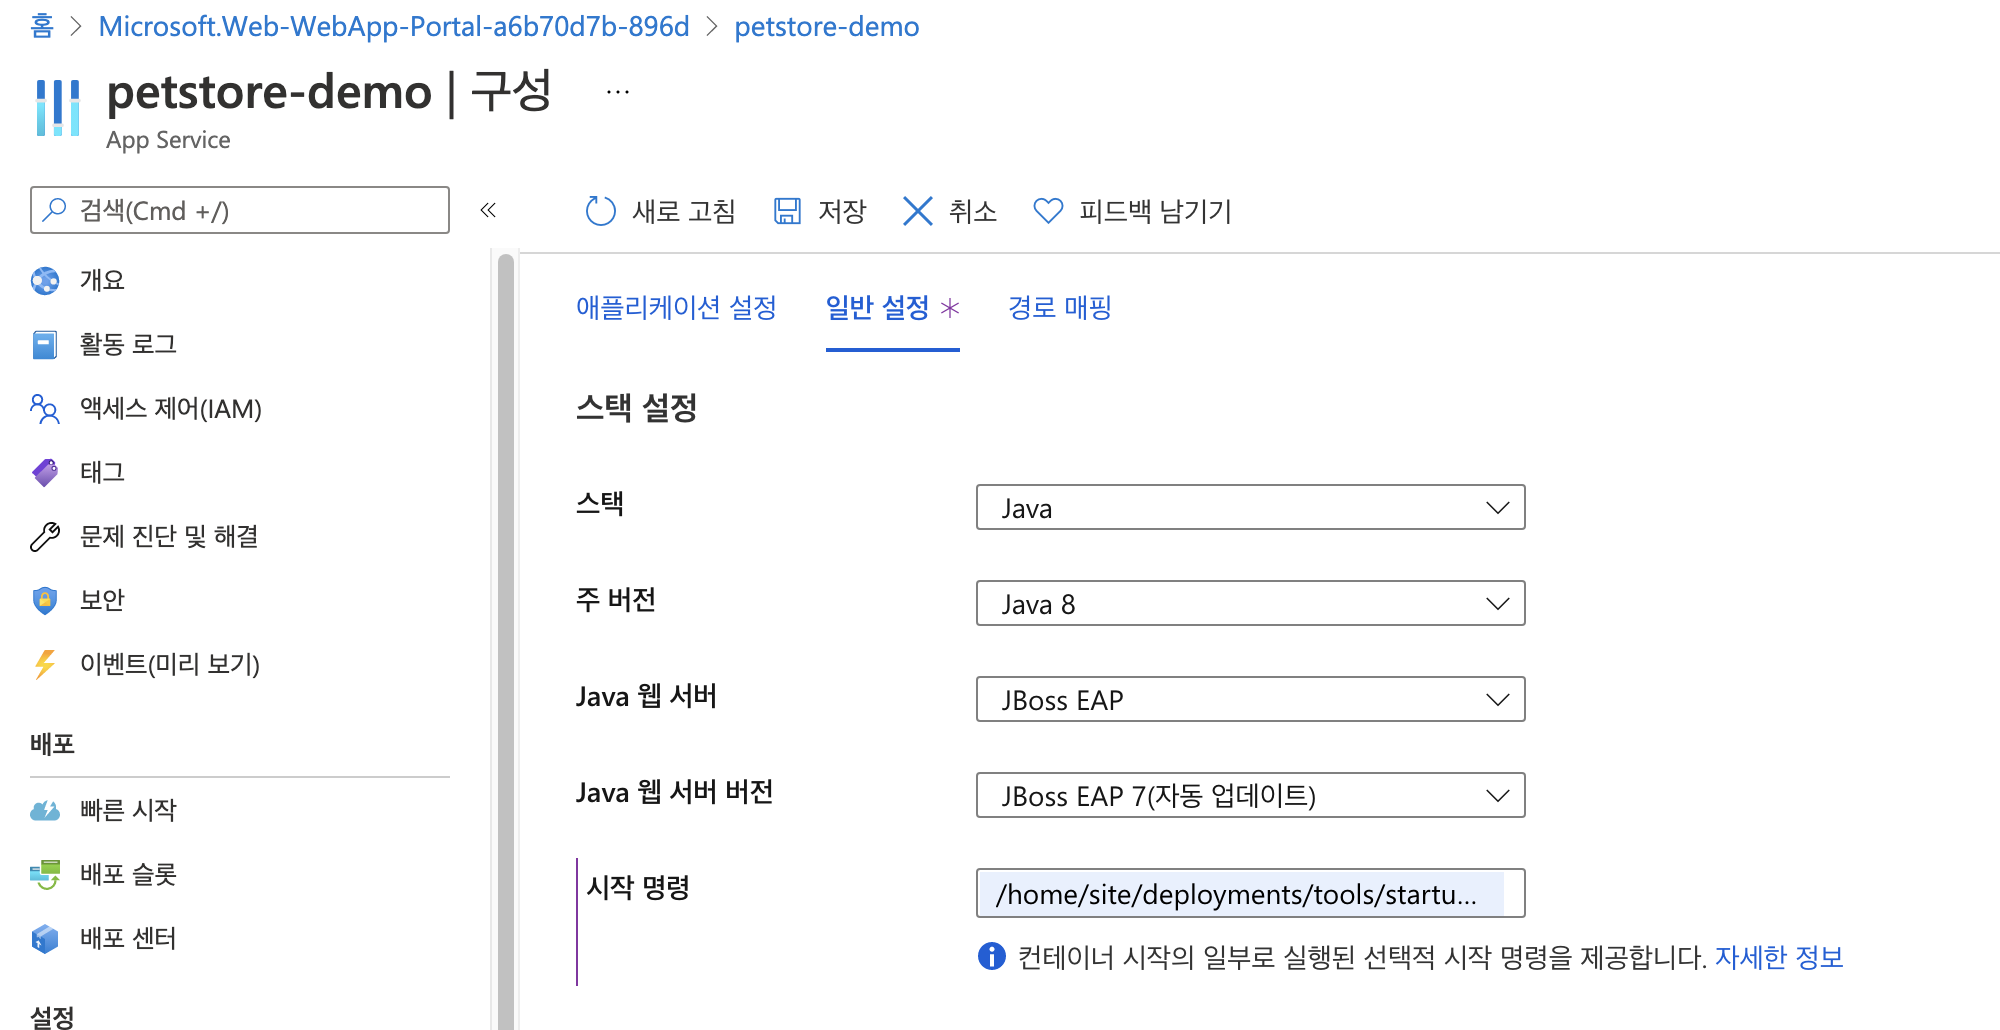 홈 > Microsoft.Web-WebApp-Portal-a6b70d7b-896d > petstore-demo
petstore-demo | 구성 ...
App Service
검색(Cmd +/)
«
새로 고침 저장 취소 피드백 남기기
개요
활동 로그
액세스 제어(IAM)
태그
문제 진단 및 해결
보안
이벤트(미리 보기)
배포
빠른 시작
배포 슬롯
배포 센터
설정
애플리케이션 설정 일반 설정 * 경로 매핑
스택 설정
스택 Java
주 버전 Java 8
Java 웹 서버 JBoss EAP
Java 웹 서버 버전 JBoss EAP 7(자동 업데이트)
시작 명령 /home/site/deployments/tools/startu...
컨테이너 시작의 일부로 실행된 선택적 시작 명령을 제공합니다. 자세한 정보